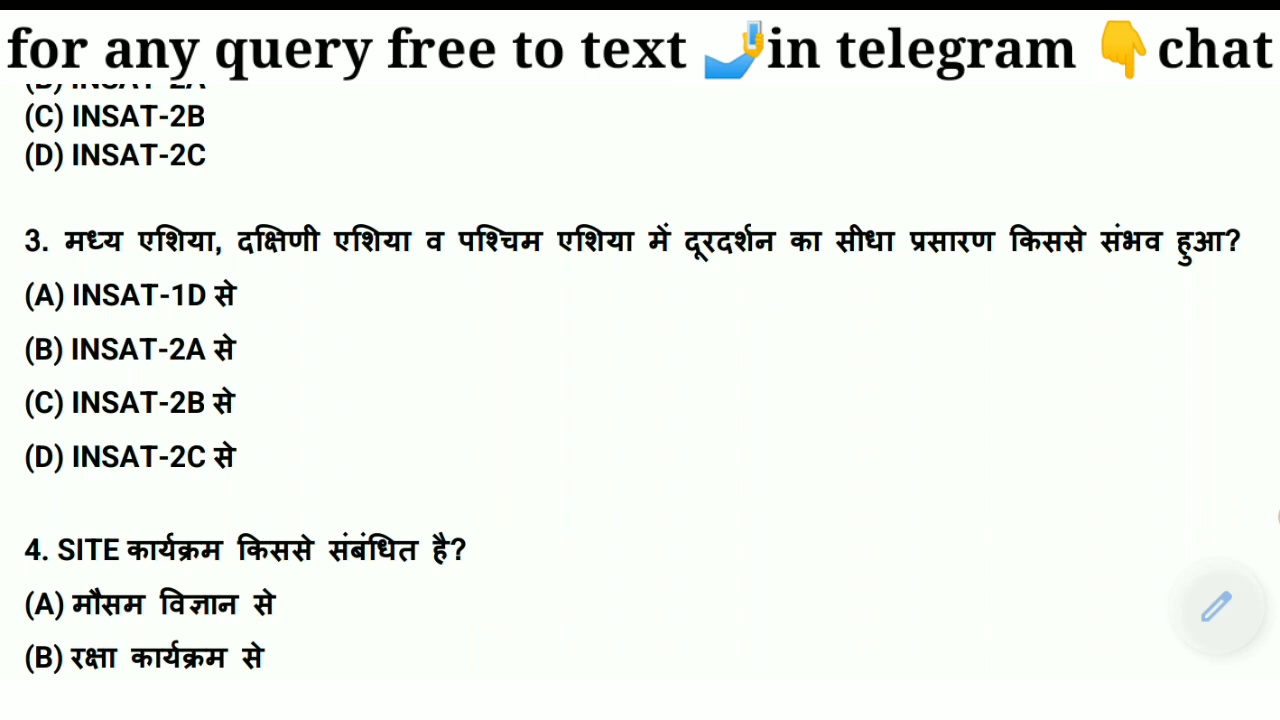 for any query free to text 🤳in telegram 👇chat
(B) INSAT-2A
(C) INSAT-2B
(D) INSAT-2C
3. मध्य एशिया, दक्षिणी एशिया व पश्चिम एशिया में दूरदर्शन का सीधा प्रसारण किससे संभव हुआ?
(A) INSAT-1D से
(B) INSAT-2A से
(C) INSAT-2B से
(D) INSAT-2C से
4. SITE कार्यक्रम किससे संबंधित है?
(A) मौसम विज्ञान से
(B) रक्षा कार्यक्रम से